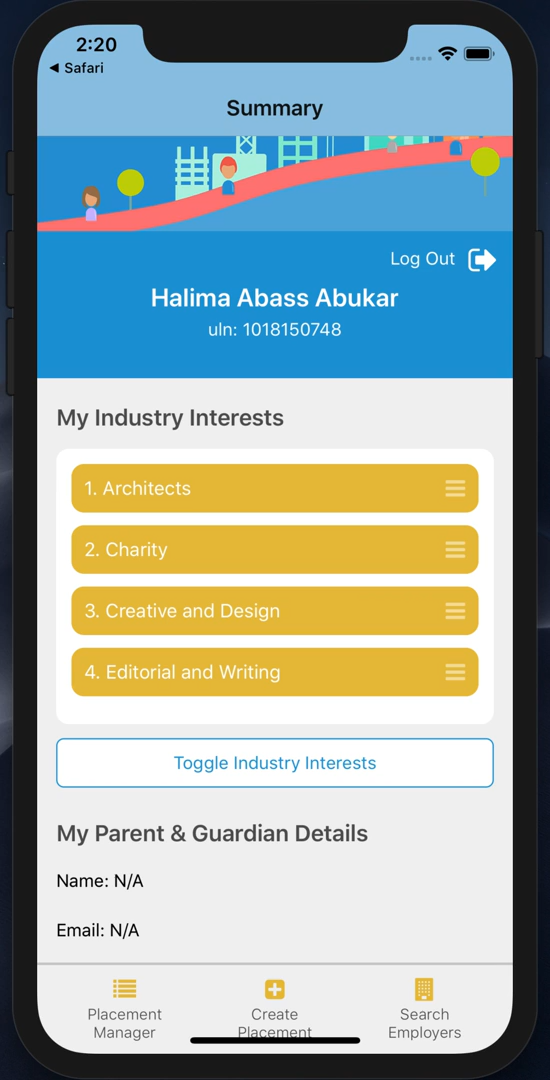 2:20
◀ Safari
Summary
Log Out
Halima Abass Abukar
uln: 1018150748
My Industry Interests
1. Architects
2. Charity
3. Creative and Design
4. Editorial and Writing
Toggle Industry Interests
My Parent & Guardian Details
Name: N/A
Email: N/A
Placement Manager
Create Placement
Search Employers